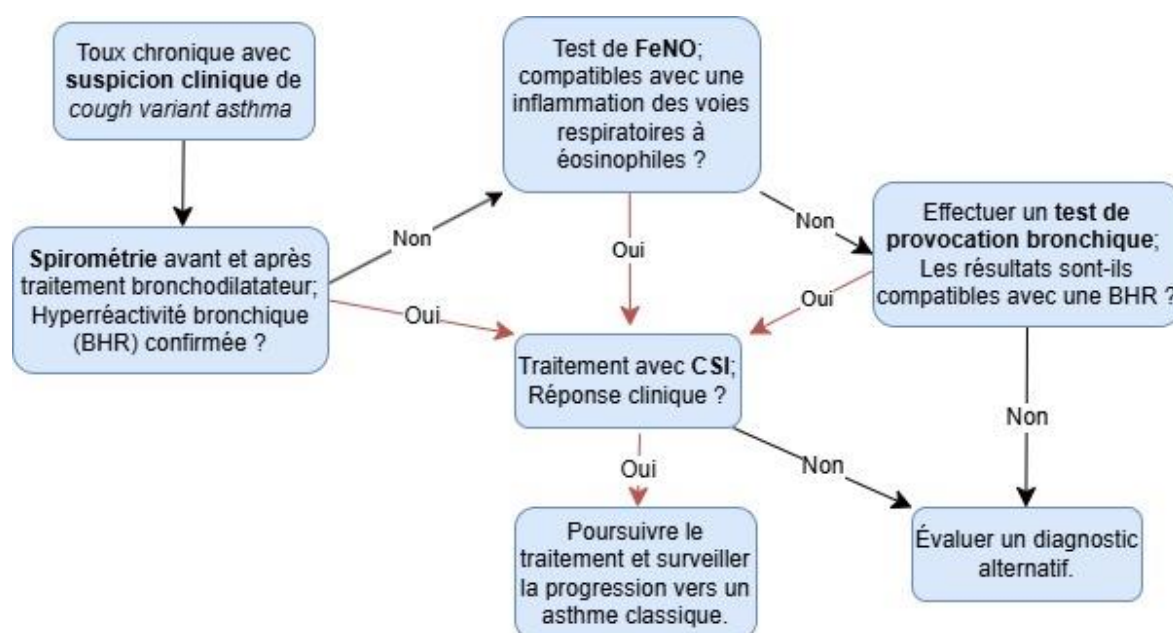 Toux chronique avec
suspicion clinique de
cough variant asthma
Test de FeNO;
compatibles avec une
inflammation des voies
respiratoires à
éosinophiles ?
Spirométrie avant et après
traitement bronchodilatateur;
Hyperréactivité bronchique
(BHR) confirmée ?
Non
Oui
Oui
Non
Effectuer un test de
provocation bronchique;
Les résultats sont-ils
compatibles avec une BHR ?
Oui
Non
Traitement avec CSI;
Réponse clinique ?
Oui
Non
Poursuivre le
traitement et surveiller
la progression vers un
asthme classique.
Évaluer un diagnostic
alternatif.